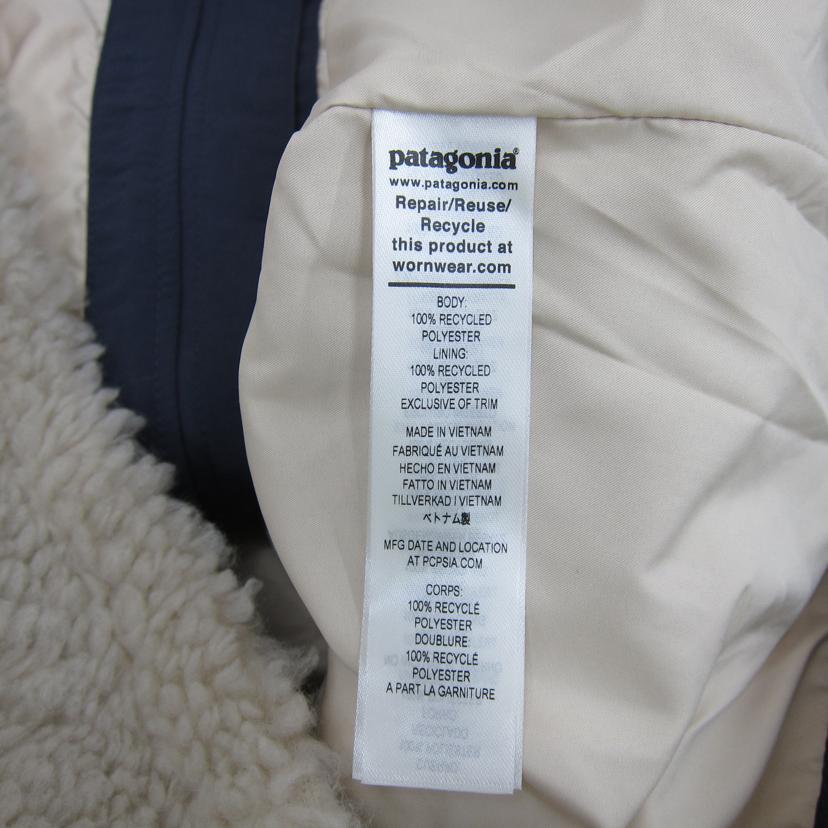 patagonia®
www.patagonia.com
Repair/Reuse/
Recycle
this product at
wornwear.com
BODY:
100% RECYCLED
POLYESTER
LINING:
100% RECYCLED
POLYESTER
EXCLUSIVE OF TRIM
MADE IN VIETNAM
FABRIQUÉ AU VIETNAM
HECHO EN VIETNAM
FATTO IN VIETNAM
TILLVERKAD I VIETNAM
ベトナム製
MFG DATE AND LOCATION
AT PCPSIA.COM
CORPS:
100% RECYCLÉ
POLYESTER
DOUBLURE:
100% RECYCLÉ
POLYESTER
A PART LA GARNITURE